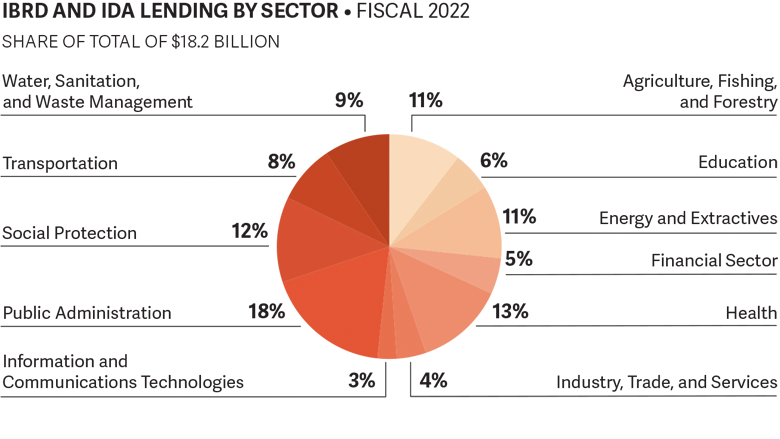 IBRD AND IDA LENDING BY SECTOR • FISCAL 2022
SHARE OF TOTAL OF $18.2 BILLION
Water, Sanitation,
and Waste Management 9%
11% Agriculture, Fishing,
and Forestry
Transportation 8%
6% Education
Social Protection 12%
11% Energy and Extractives
5% Financial Sector
Public Administration 18%
13% Health
Information and
Communications Technologies 3%
4% Industry, Trade, and Services